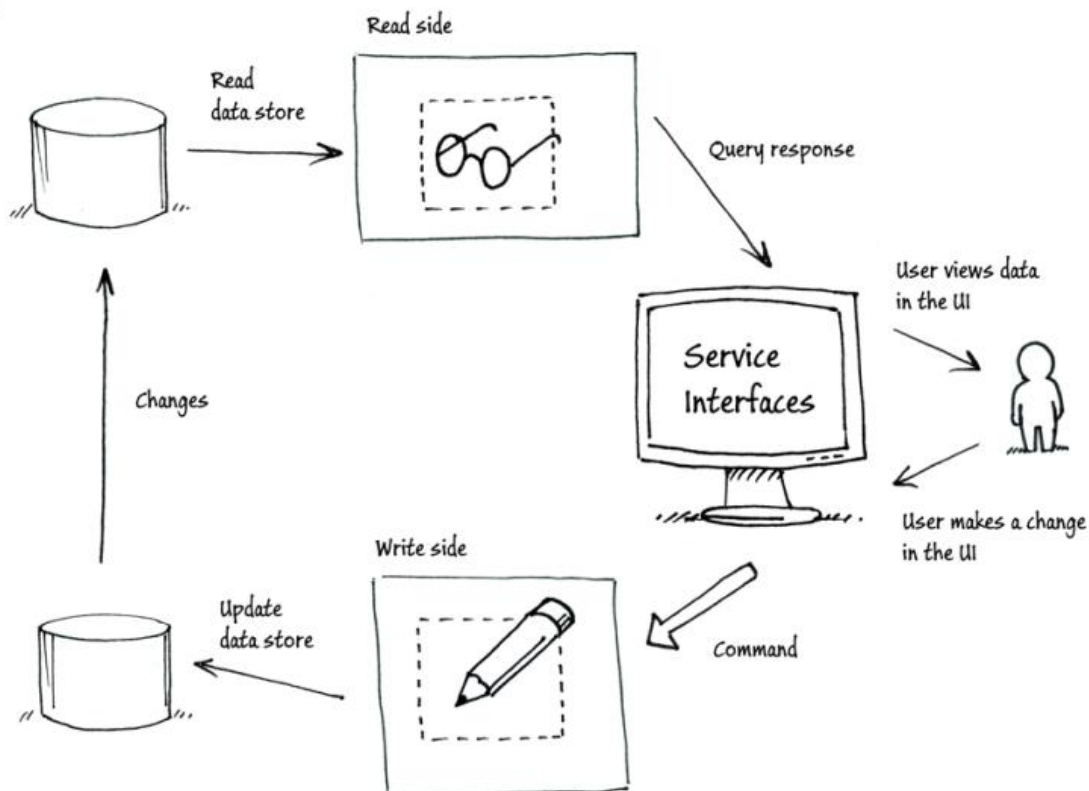 Read side
Read
data store
Query response
User views data
in the UI
Service
Interfaces
Changes
User makes a change
in the UI
Write side
Update
data store
Command